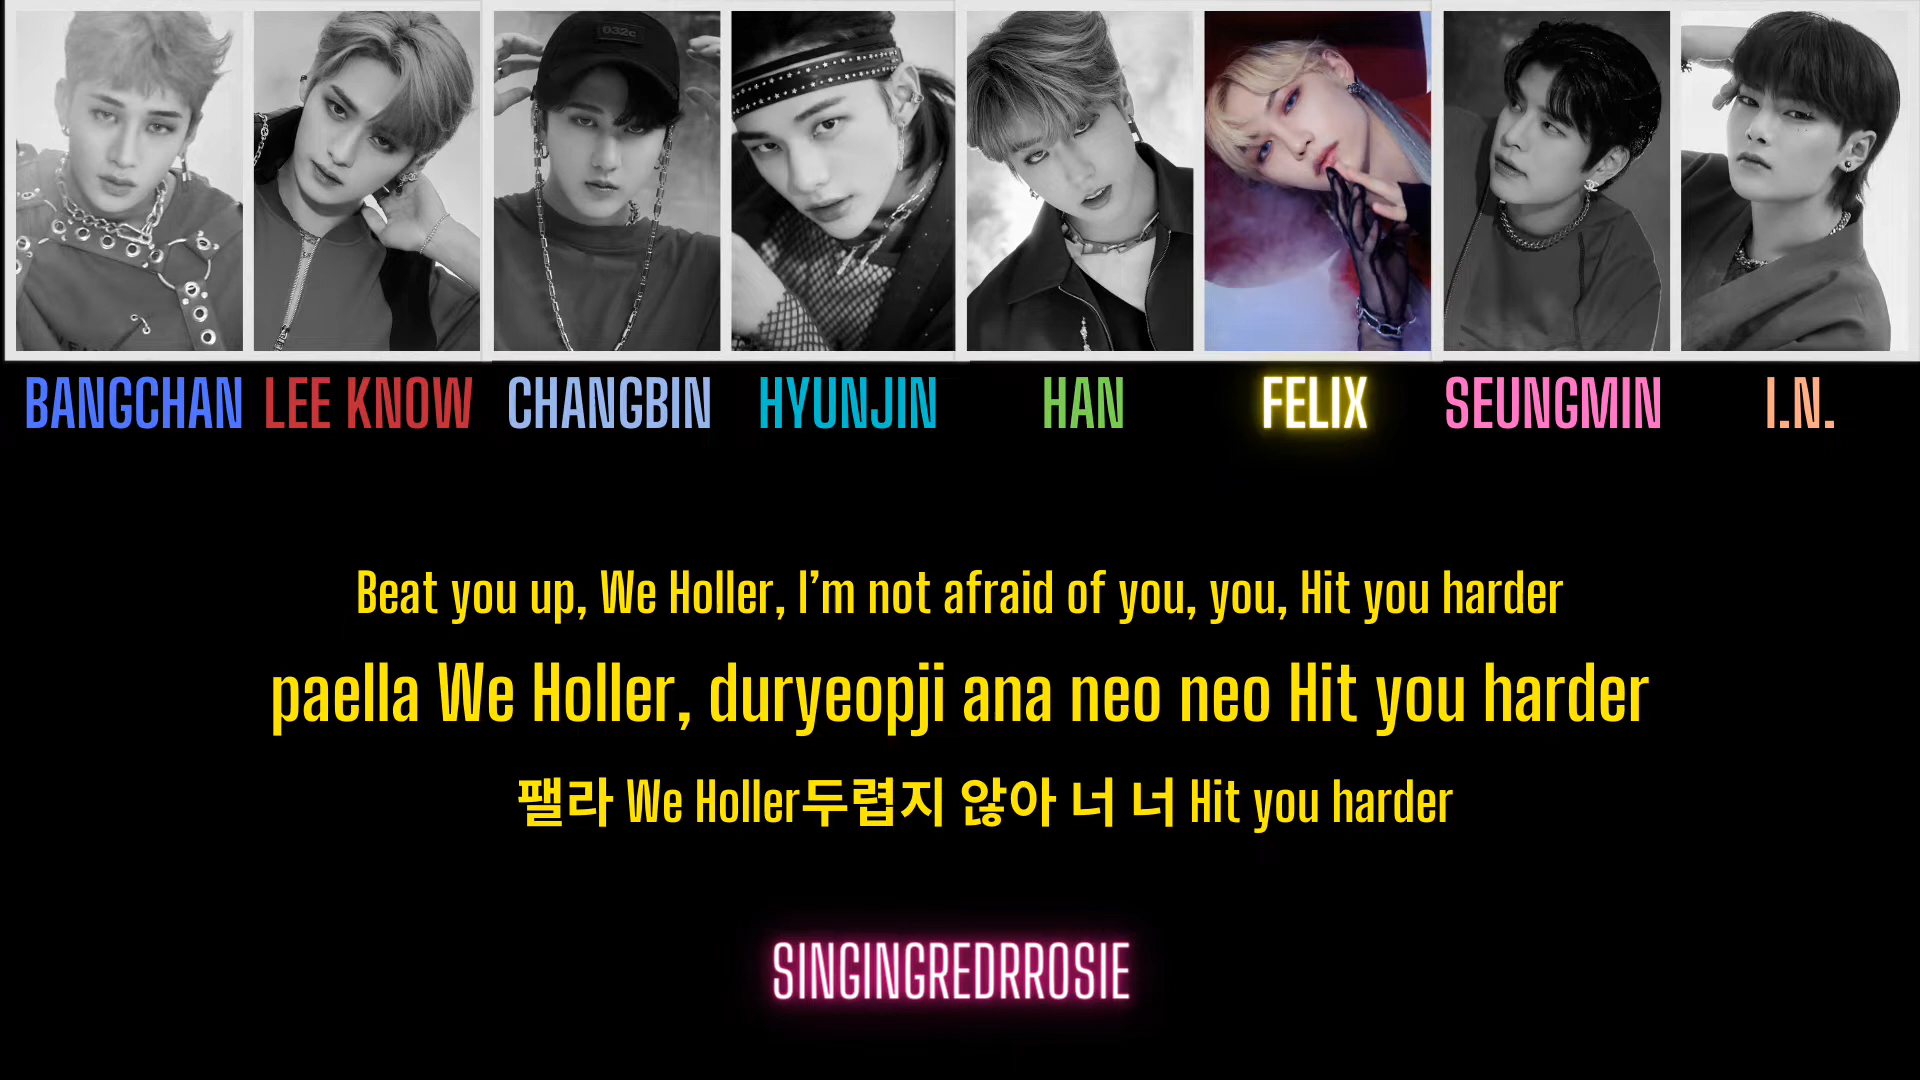 032c
BANGCHAN LEE KNOW CHANGBIN HYUNJIN HAN FELIX SEUNGMIN I.N.
Beat you up, We Holler, I’m not afraid of you, you, Hit you harder
paella We Holler, duryeopji ana neo neo Hit you harder
팰라 We Holler두렵지 않아 너 너 Hit you harder
SINGINGREDRROSIE